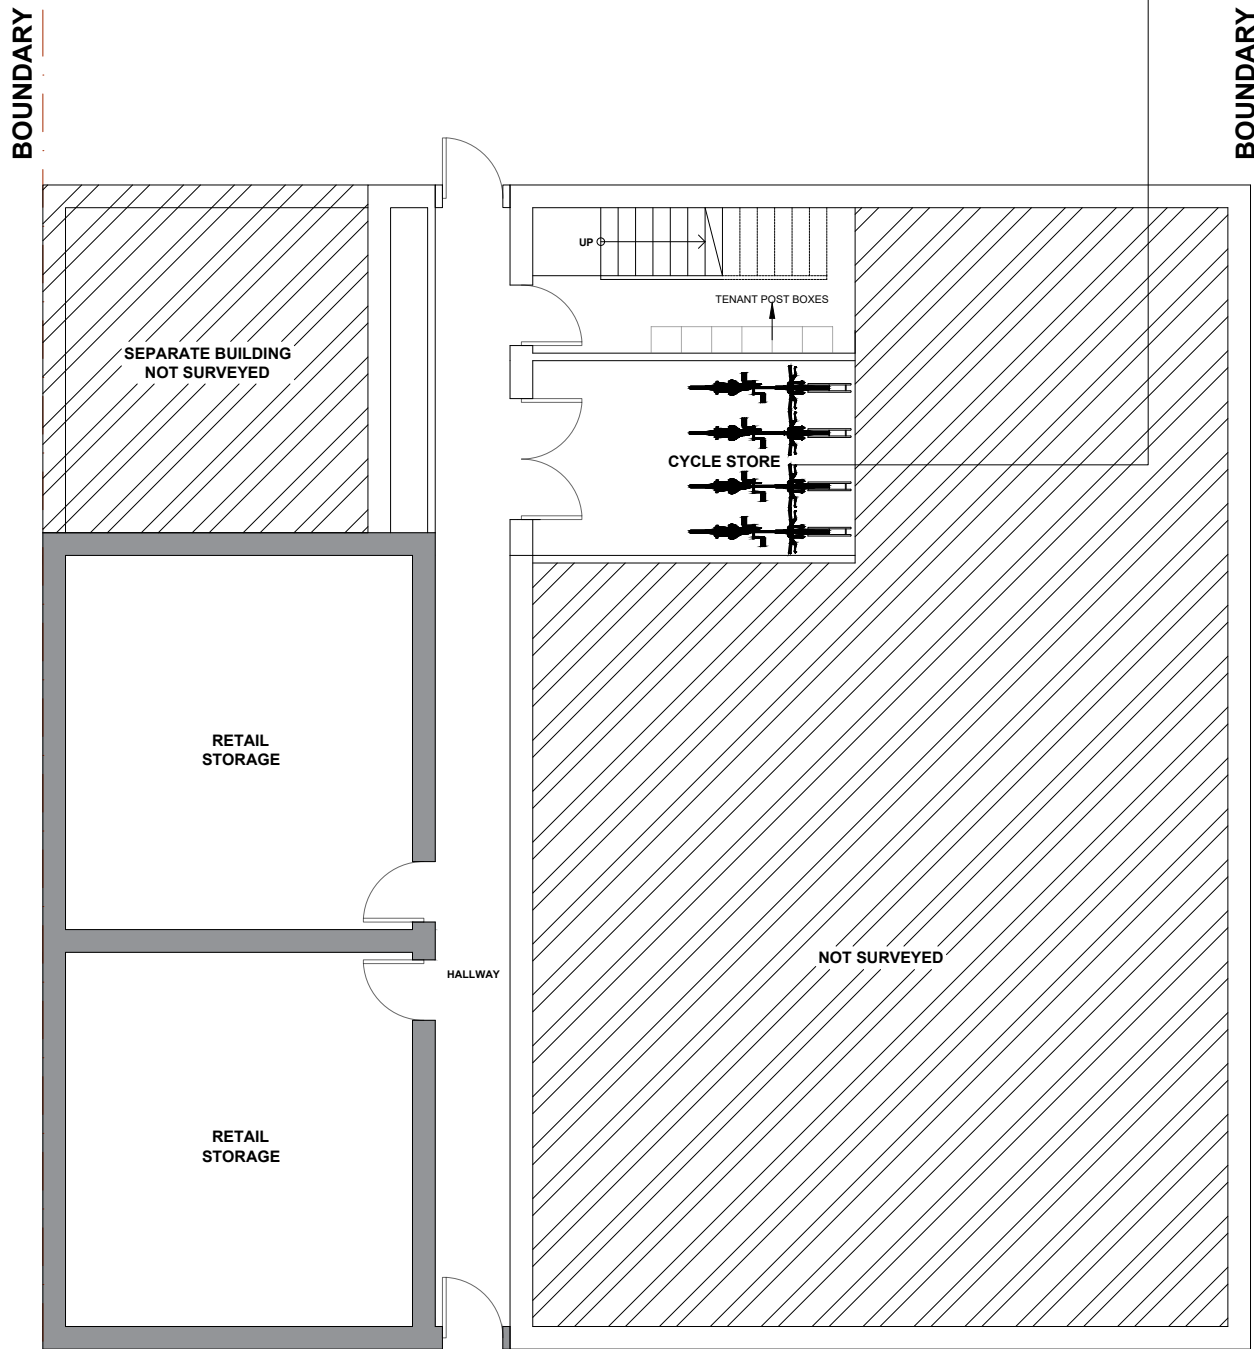 BOUNDARY
BOUNDARY
UP
TENANT POST BOXES
SEPARATE BUILDING
NOT SURVEYED
CYCLE STORE
RETAIL
STORAGE
NOT SURVEYED
HALLWAY
RETAIL
STORAGE